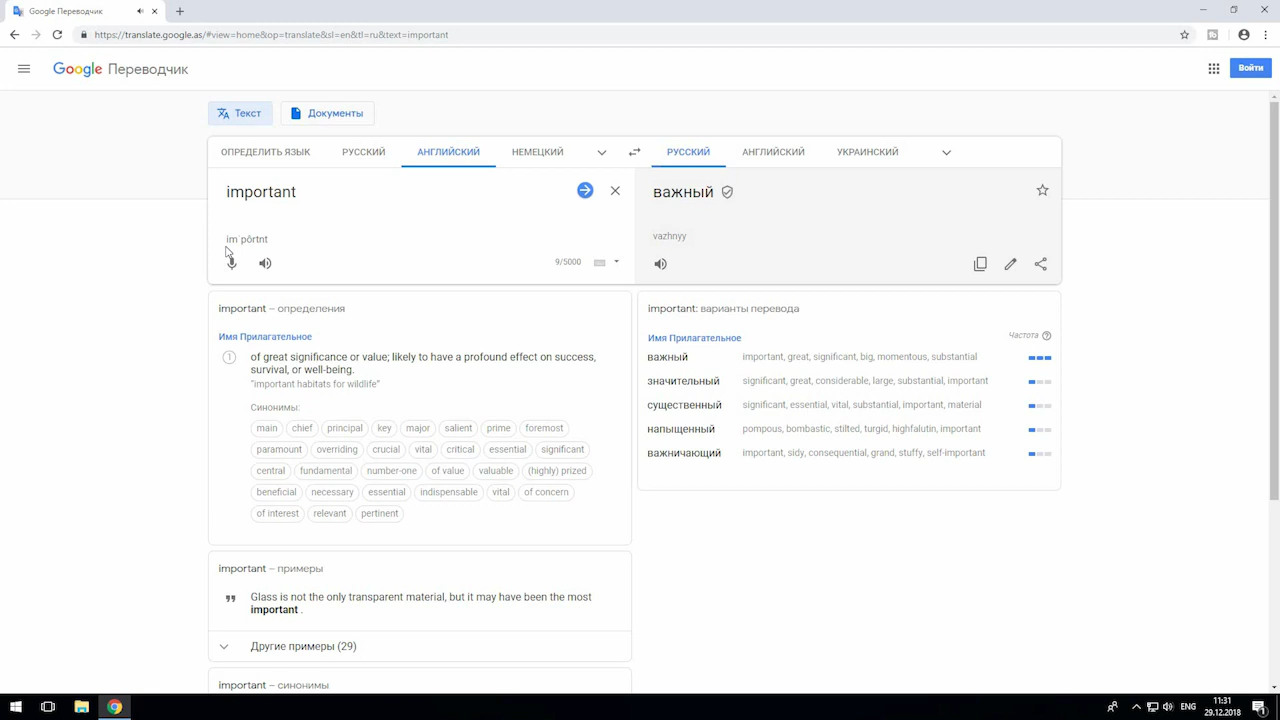 Google Переводчик
https://translate.google.as/#view=home&op=translate&sl=en&tl=ru&text=important
Google Переводчик
Войти
Текст
Документы
ОПРЕДЕЛИТЬ ЯЗЫК РУССКИЙ АНГЛИЙСКИЙ НЕМЕЦКИЙ
РУССКИЙ АНГЛИЙСКИЙ УКРАИНСКИЙ
important
важный
imˈpôrtnt
vazhnyy
9/5000
important – определения
Имя Прилагательное
1 of great significance or value; likely to have a profound effect on success,
survival, or well-being.
"important habitats for wildlife"
Синонимы:
main chief principal key major salient prime foremost
paramount overriding crucial vital critical essential significant
central fundamental number-one of value valuable (highly) prized
beneficial necessary essential indispensable vital of concern
of interest relevant pertinent
important: варианты перевода
Имя Прилагательное
Частота
важный important, great, significant, big, momentous, substantial
значительный significant, great, considerable, large, substantial, important
существенный significant, essential, vital, substantial, important, material
напыщенный pompous, bombastic, stilted, turgid, highfalutin, important
важничающий important, sidy, consequential, grand, stuffy, self-important
important – примеры
Glass is not the only transparent material, but it may have been the most
important .
Другие примеры (29)
important – синонимы
ENG
11:31
29.12.2018
1